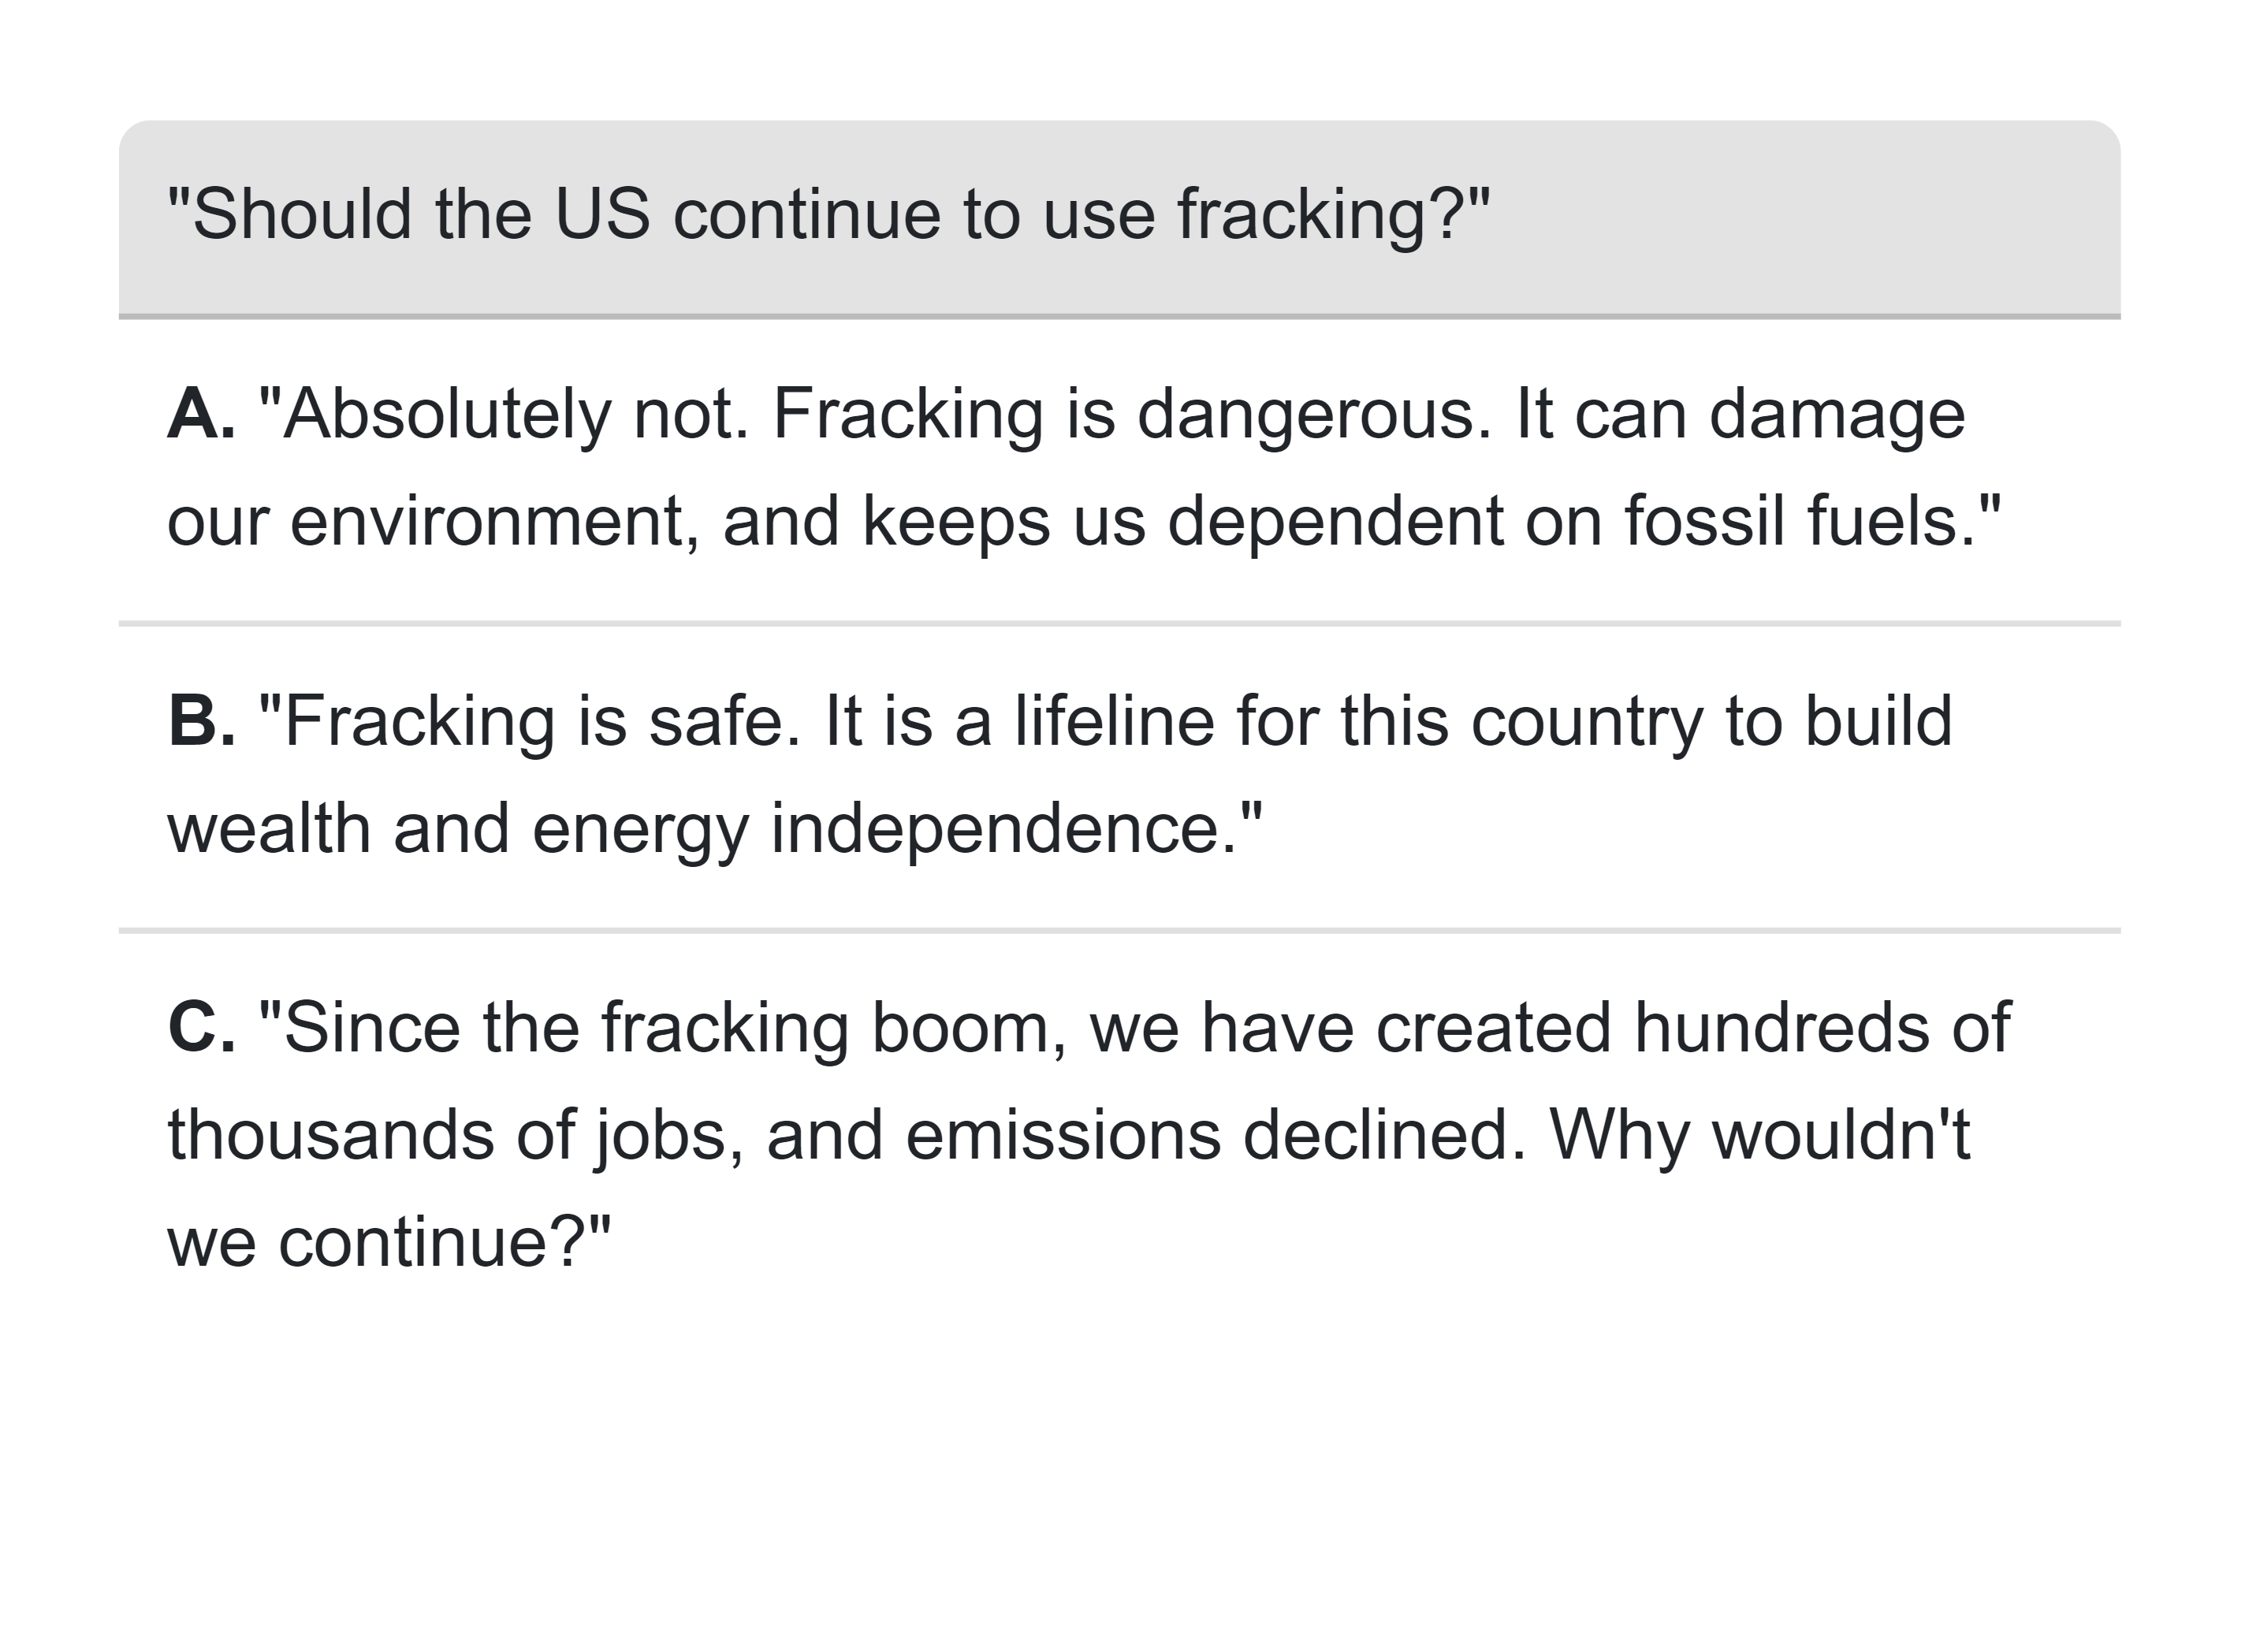 "Should the US continue to use fracking?"
A. "Absolutely not. Fracking is dangerous. It can damage
our environment, and keeps us dependent on fossil fuels."
B. "Fracking is safe. It is a lifeline for this country to build
wealth and energy independence."
C. "Since the fracking boom, we have created hundreds of
thousands of jobs, and emissions declined. Why wouldn't
we continue?"